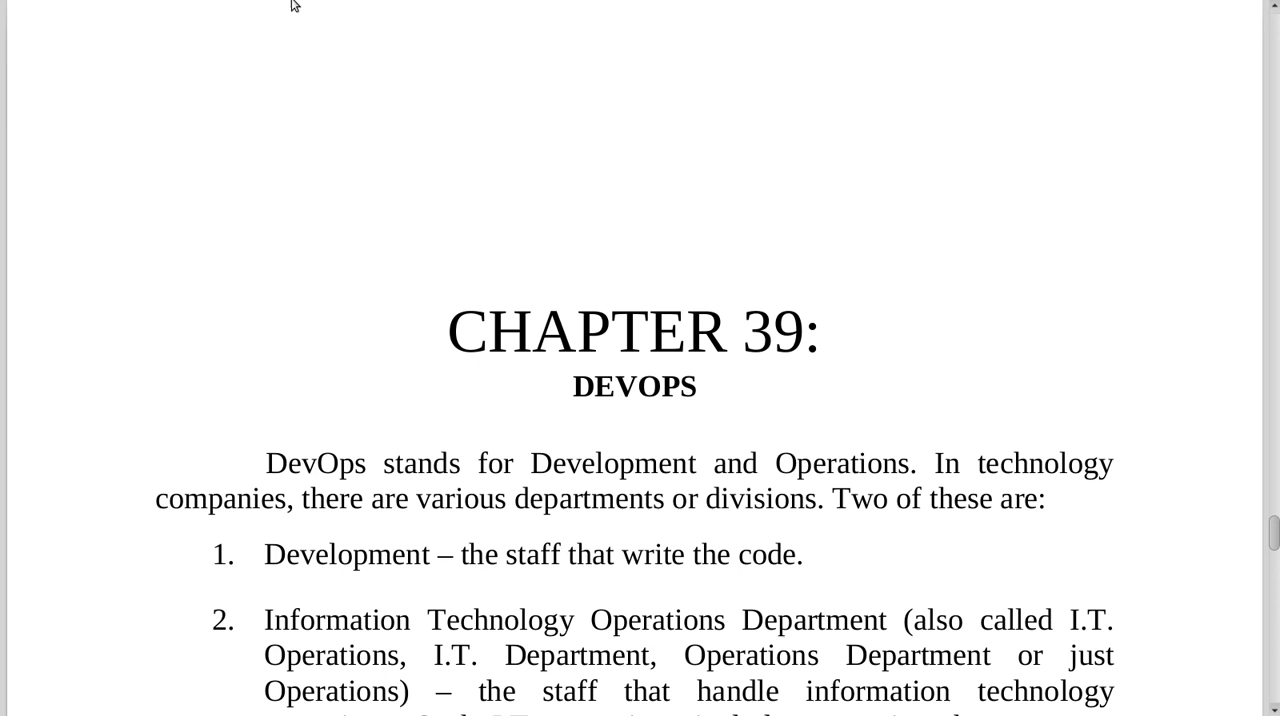 CHAPTER 39:
DEVOPS
DevOps stands for Development and Operations. In technology
companies, there are various departments or divisions. Two of these are:
1. Development – the staff that write the code.
2. Information Technology Operations Department (also called I.T.
Operations, I.T. Department, Operations Department or just
Operations) – the staff that handle information technology